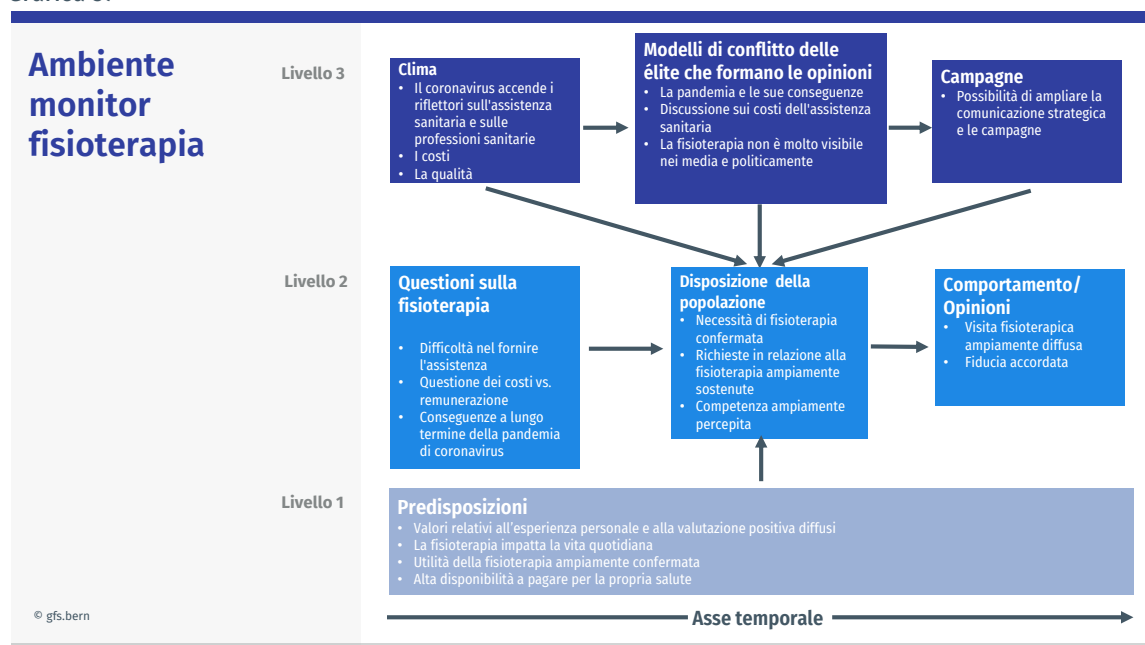 Ambiente
monitor
fisioterapia
Livello 3
Clima
• Il coronavirus accende i
riflettori sull'assistenza
sanitaria e sulle
professioni sanitarie
• I costi
• La qualità
Modelli di conflitto delle
élite che formano le opinioni
• La pandemia e le sue conseguenze
• Discussione sui costi dell'assistenza
sanitaria
• La fisioterapia non è molto visibile
nei media e politicamente
Campagne
• Possibilità di ampliare la
comunicazione strategica
e le campagne
Livello 2
Questioni sulla
fisioterapia
• Difficoltà nel fornire
l'assistenza
• Questione dei costi vs.
remunerazione
• Conseguenze a lungo
termine della pandemia
di coronavirus
Disposizione della
popolazione
• Necessità di fisioterapia
confermata
• Richieste in relazione alla
fisioterapia ampiamente
sostenute
• Competenza ampiamente
percepita
Comportamento/
Opinioni
• Visita fisioterapica
ampiamente diffusa
• Fiducia accordata
Livello 1
Predisposizioni
• Valori relativi all'esperienza personale e alla valutazione positiva diffusi
• La fisioterapia impatta la vita quotidiana
• Utilità della fisioterapia ampiamente confermata
• Alta disponibilità a pagare per la propria salute
© gfs.bern
Asse temporale